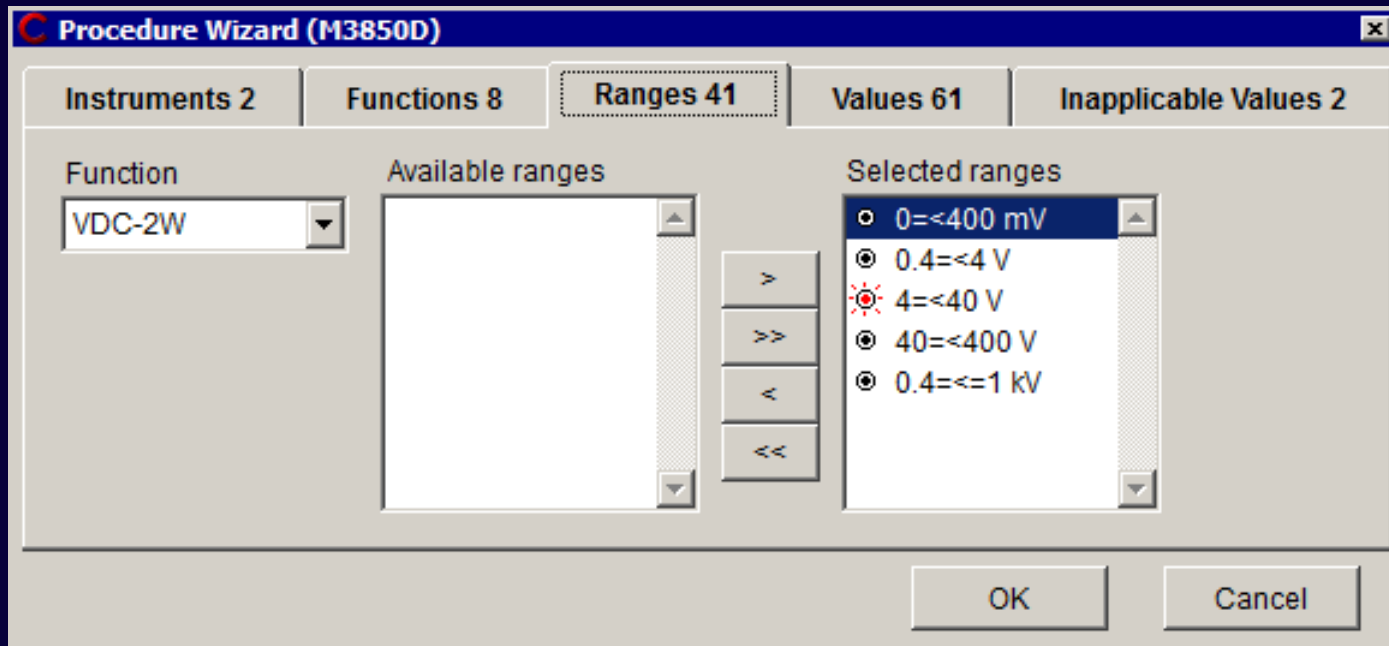 Procedure Wizard (M3850D)
Instruments 2 Functions 8 Ranges 41 Values 61 Inapplicable Values 2
Function
VDC-2W
Available ranges
>
>>
<
<<
Selected ranges
0=<400 mV
0.4=<4 V
4=<40 V
40=<400 V
0.4=<=1 kV
OK Cancel